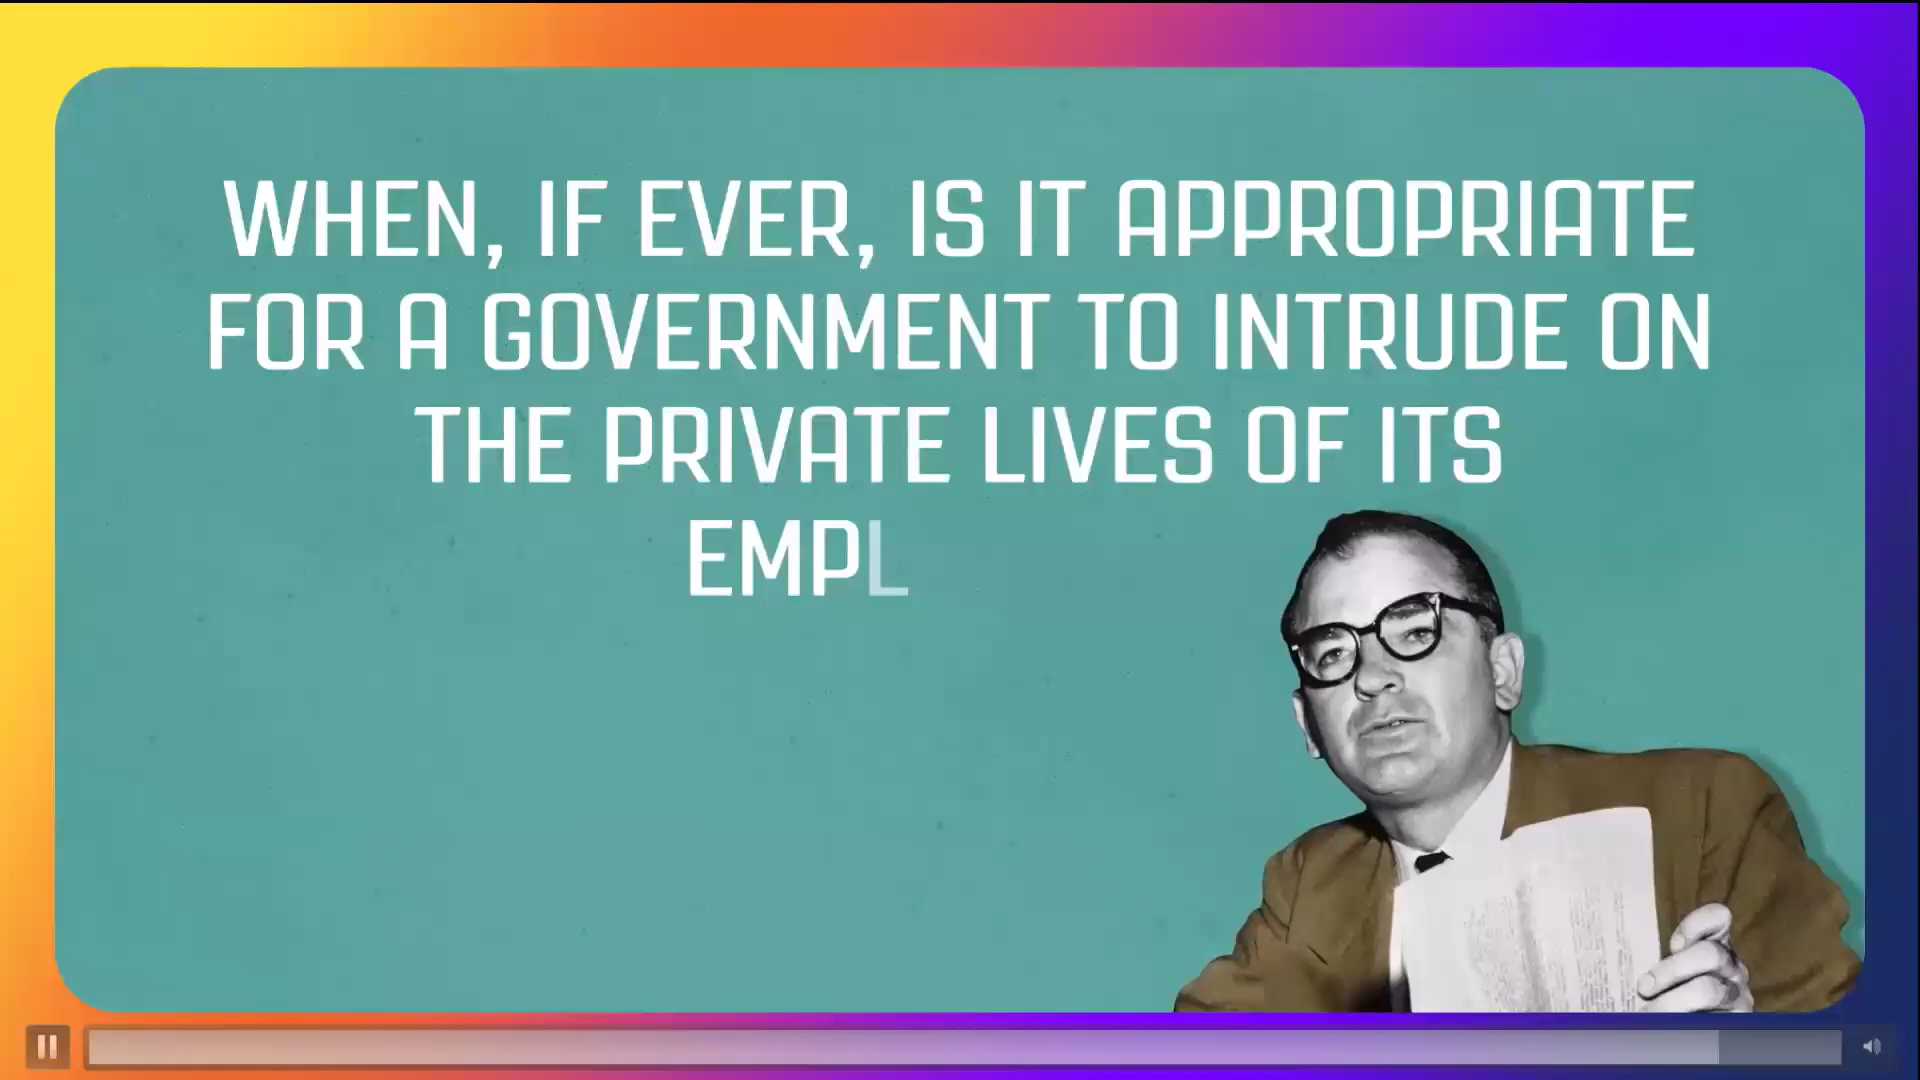 WHEN, IF EVER, IS IT APPROPRIATE
FOR A GOVERNMENT TO INTRUDE ON
THE PRIVATE LIVES OF ITS
EMPL